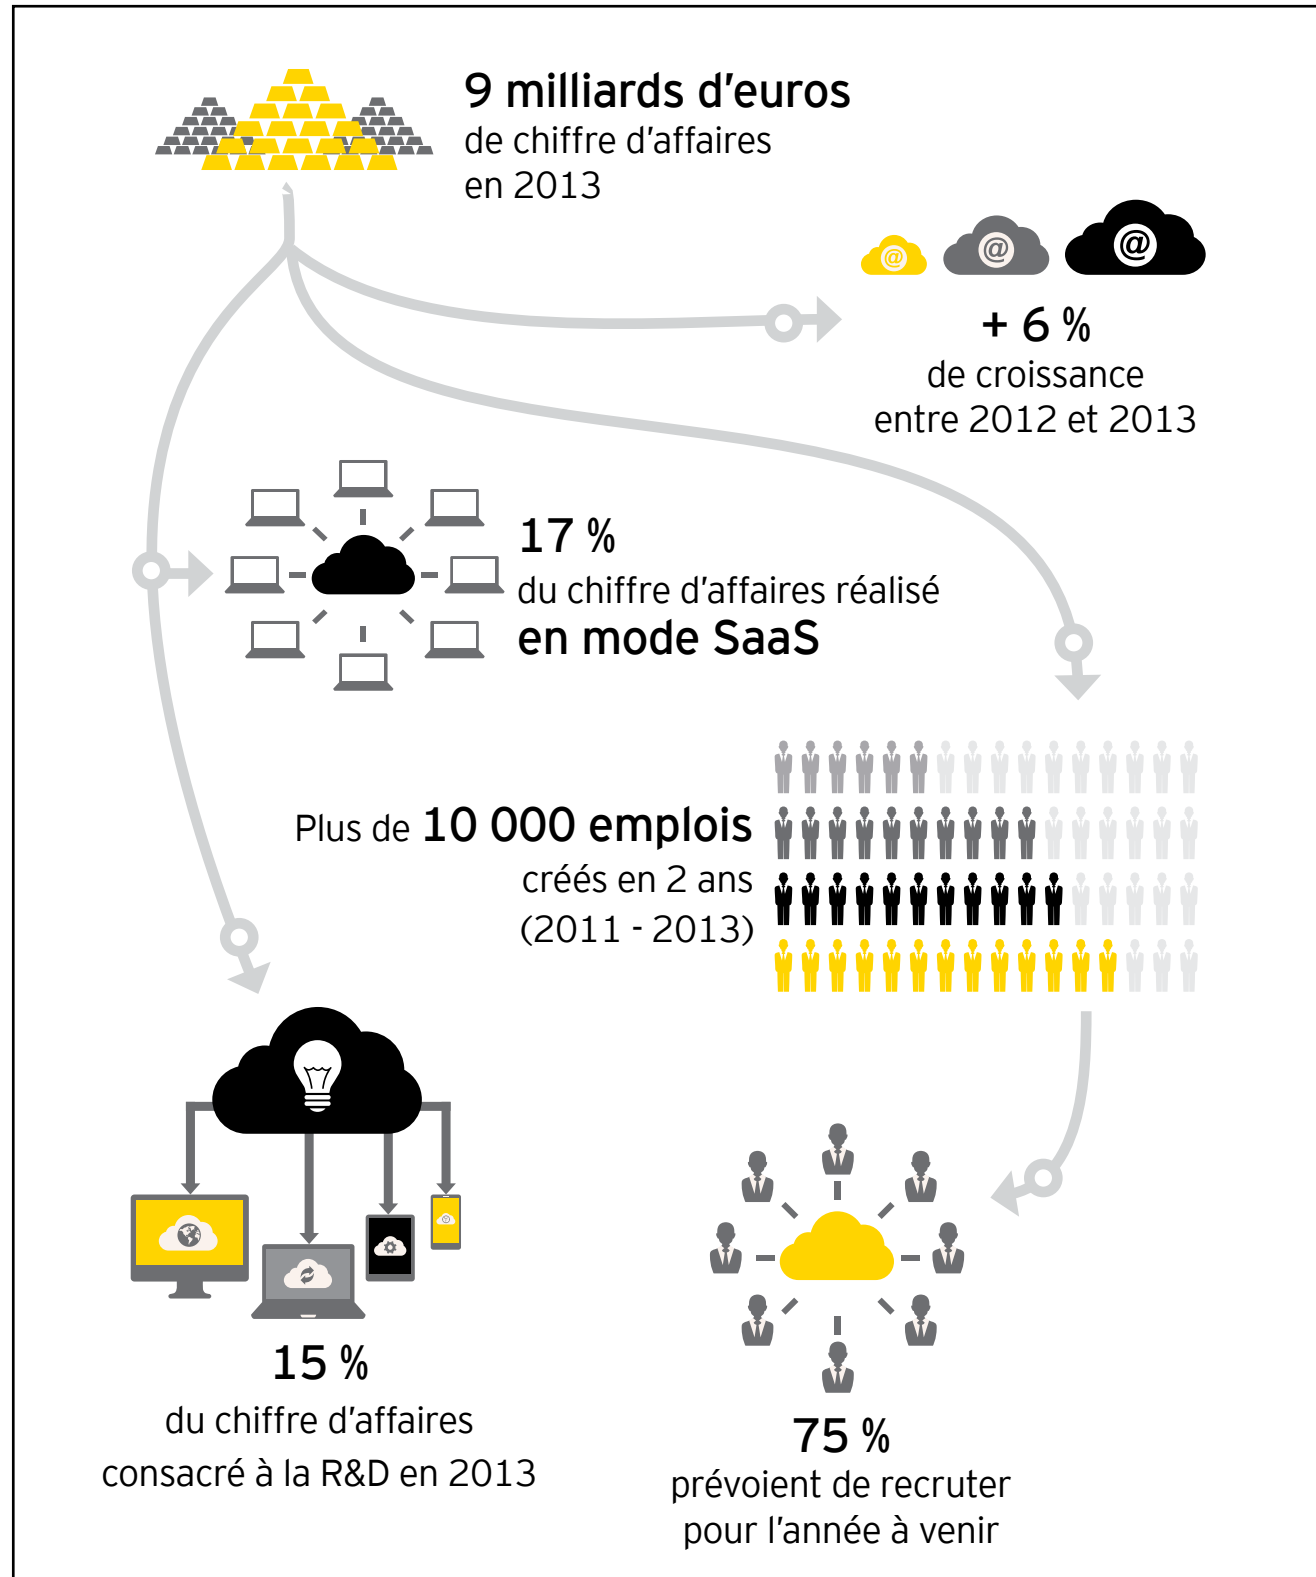 9 milliards d'euros
de chiffre d'affaires
en 2013
@
@
@
+ 6 %
de croissance
entre 2012 et 2013
17 %
du chiffre d'affaires réalisé
en mode SaaS
Plus de 10 000 emplois
créés en 2 ans
(2011 - 2013)
15 %
du chiffre d'affaires
consacré à la R&D en 2013
75 %
prévoient de recruter
pour l'année à venir